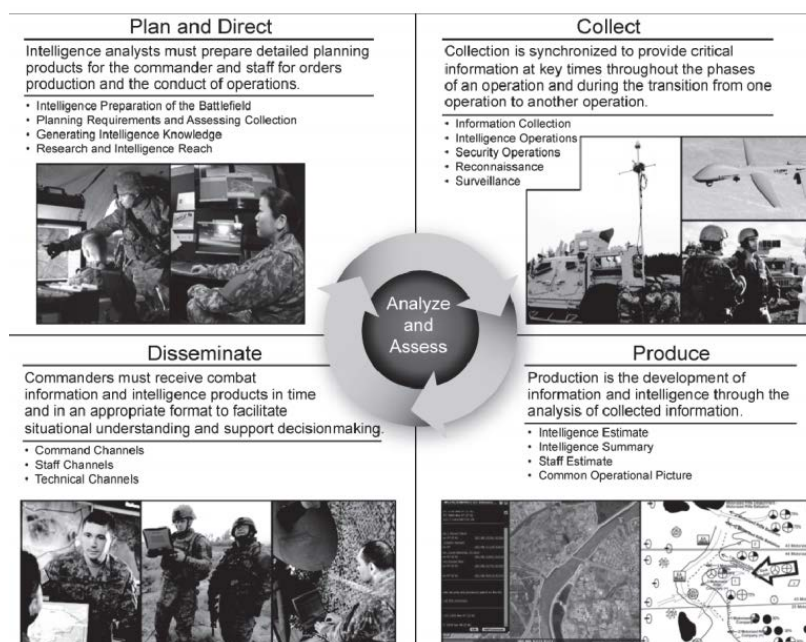 Plan and Direct
Intelligence analysts must prepare detailed planning
products for the commander and staff for orders
production and the conduct of operations.
• Intelligence Preparation of the Battlefield
• Planning Requirements and Assessing Collection
• Generating Intelligence Knowledge
• Research and Intelligence Reach
Collect
Collection is synchronized to provide critical
information at key times throughout the phases
of an operation and during the transition from one
operation to another operation.
• Information Collection
• Intelligence Operations
• Security Operations
• Reconnaissance
• Surveillance
Analyze
and
Assess
Disseminate
Commanders must receive combat
information and intelligence products in time
and in an appropriate format to facilitate
situational understanding and support decisionmaking.
• Command Channels
• Staff Channels
• Technical Channels
Produce
Production is the development of
information and intelligence through the
analysis of collected information.
• Intelligence Estimate
• Intelligence Summary
• Staff Estimate
• Common Operational Picture